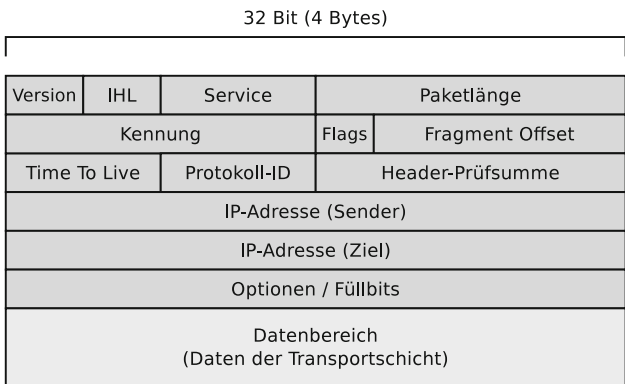 32 Bit (4 Bytes)
Version IHL Service Paketlänge
Kennung Flags Fragment Offset
Time To Live Protokoll-ID Header-Prüfsumme
IP-Adresse (Sender)
IP-Adresse (Ziel)
Optionen / Füllbits
Datenbereich
(Daten der Transportschicht)